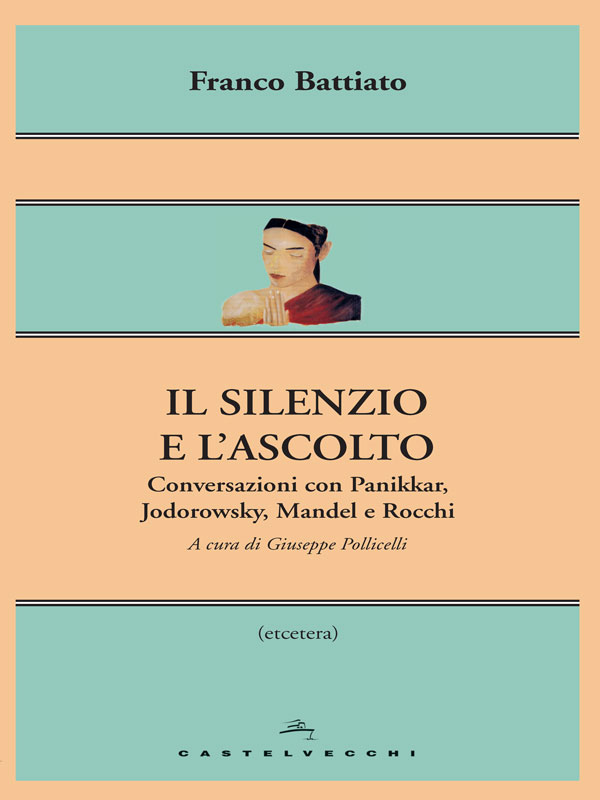 Franco Battiato
IL SILENZIO
E L'ASCOLTO
Conversazioni con Panikkar,
Jodorowsky, Mandel e Rocchi
A cura di Giuseppe Pollicelli
(etcetera)
CASTELVECCHI